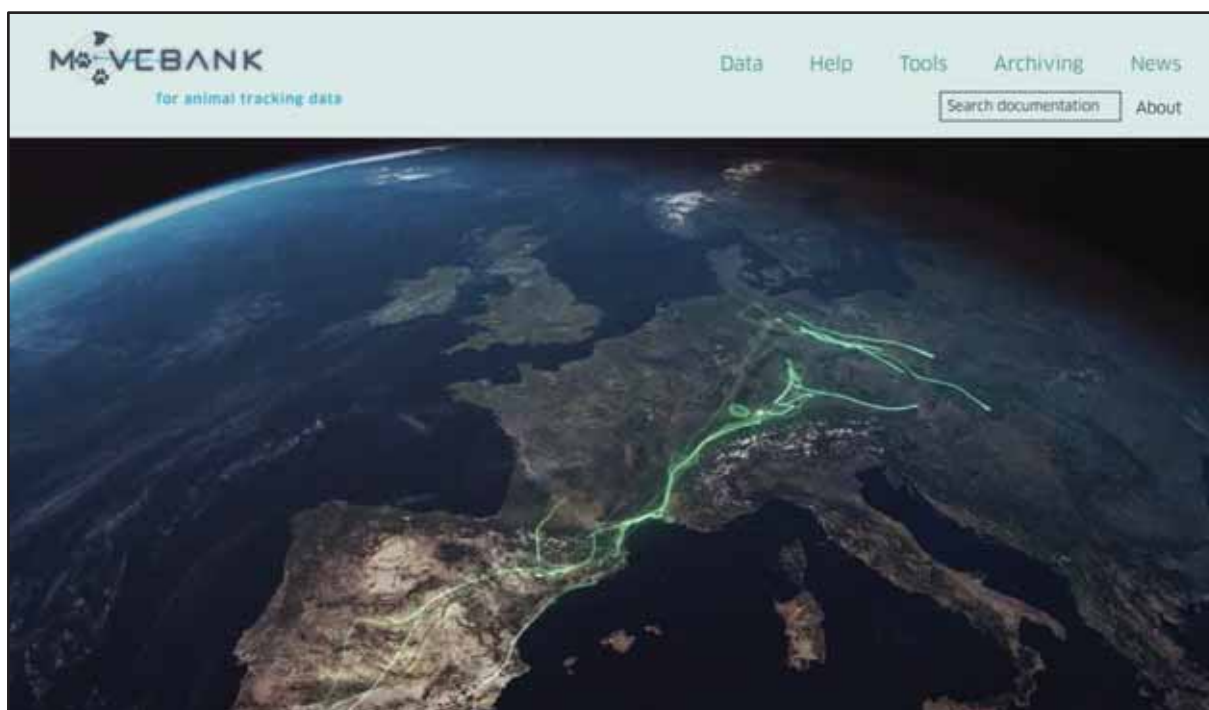 MOVEBANK
for animal tracking data
Data Help Tools Archiving News
Search documentation About